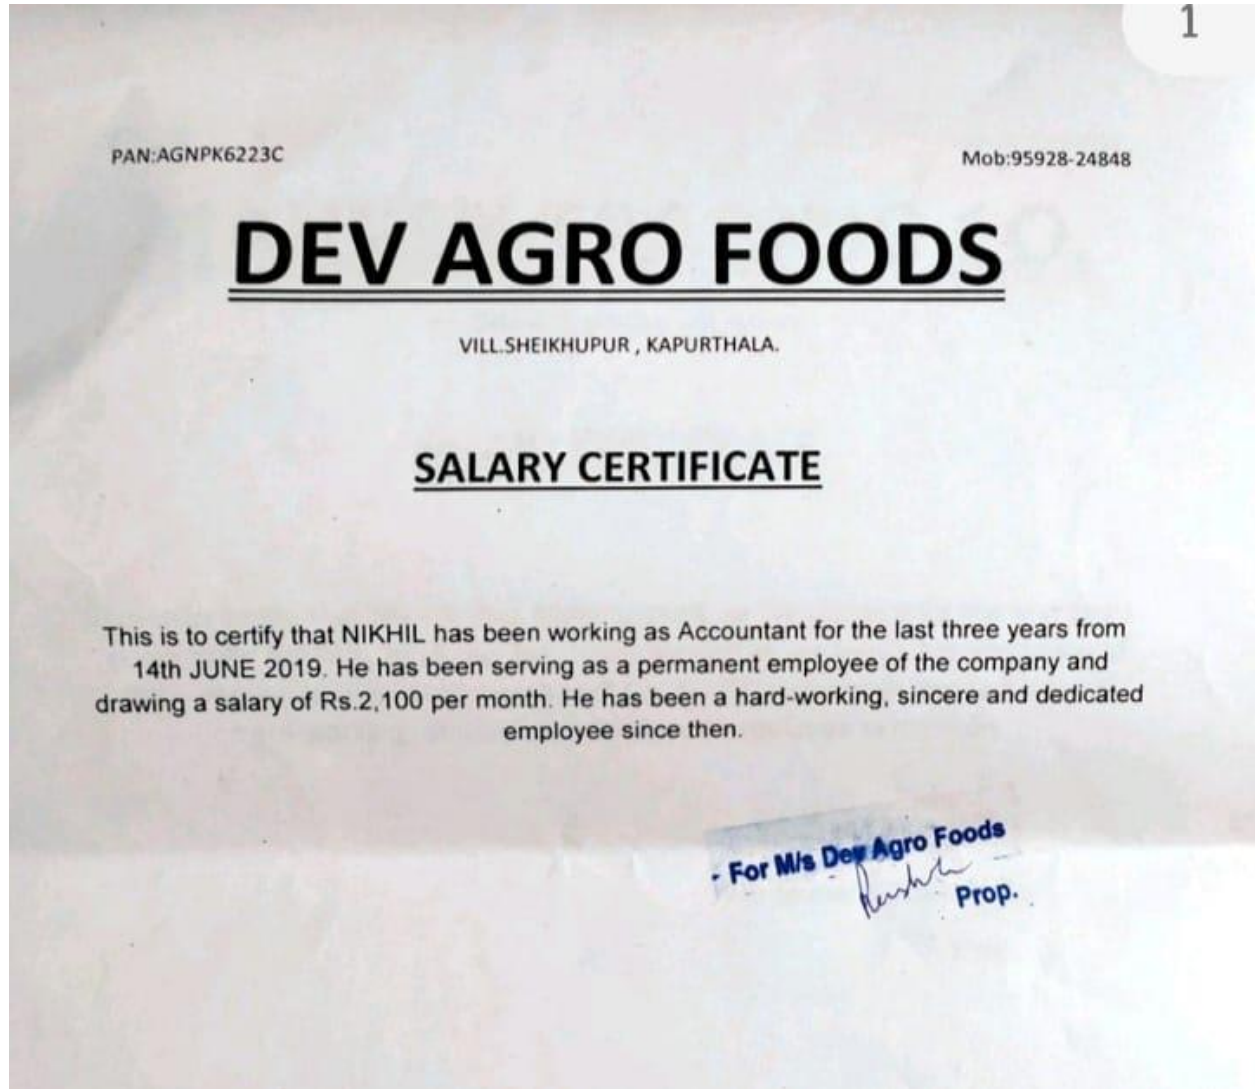 1
PAN:AGNPK6223C
Mob:95928-24848
DEV AGRO FOODS
VILL.SHEIKHUPUR , KAPURTHALA.
SALARY CERTIFICATE
This is to certify that NIKHIL has been working as Accountant for the last three years from
14th JUNE 2019. He has been serving as a permanent employee of the company and
drawing a salary of Rs.2,100 per month. He has been a hard-working, sincere and dedicated
employee since then.
- For M/s Dev Agro Foods
Prop.